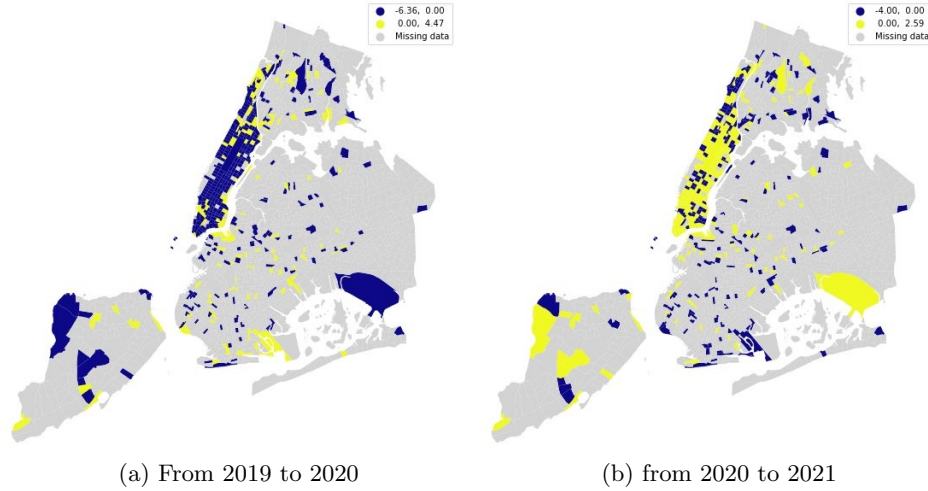 -6.36, 0.00
0.00, 4.47
Missing data
-4.00, 0.00
0.00, 2.59
Missing data
(a) From 2019 to 2020
(b) from 2020 to 2021